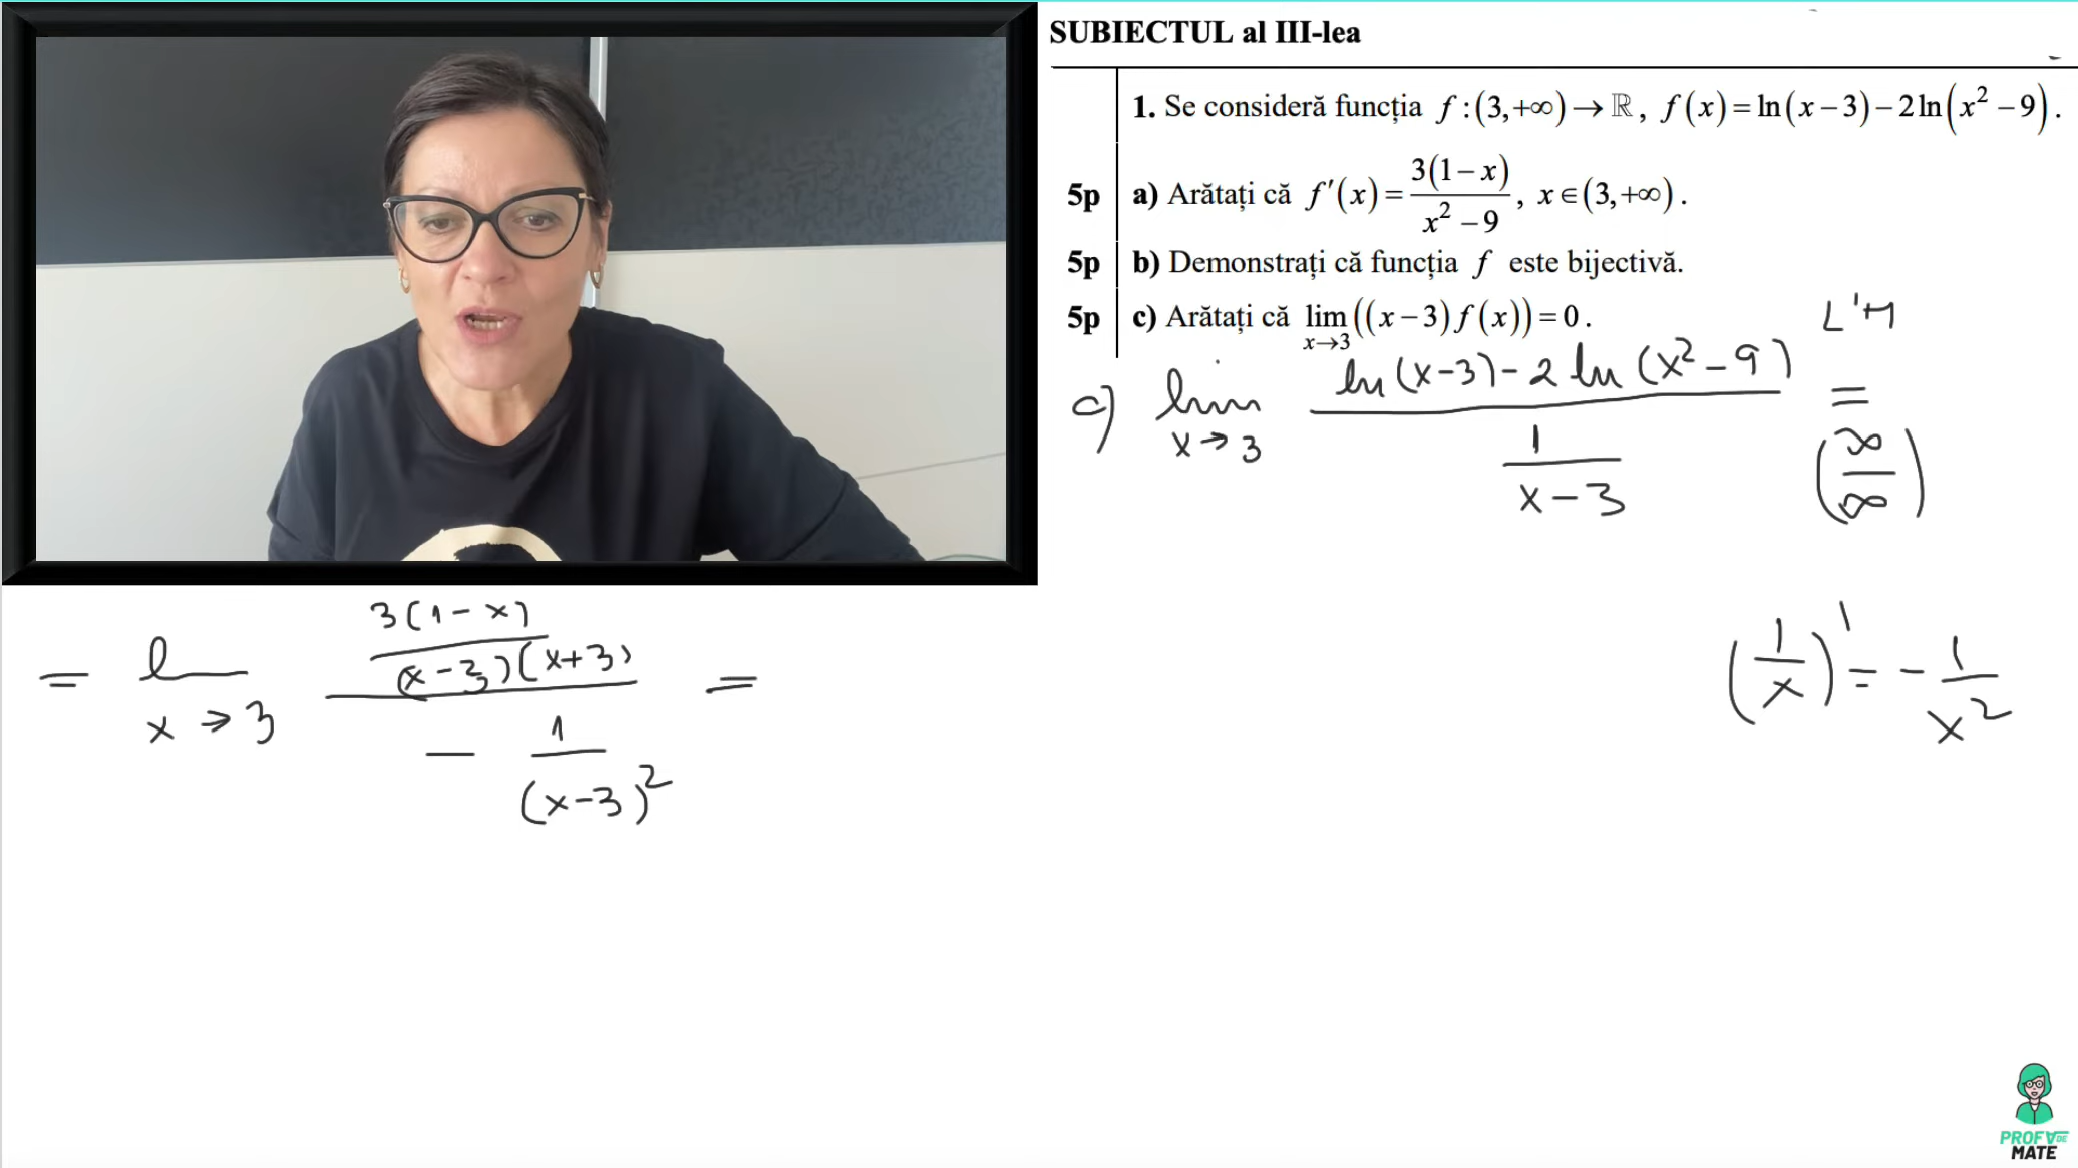 SUBIECTUL al III-lea
1. Se consideră funcția f:(3,+∞)→ℝ, f(x)=ln(x−3)−2ln(x²−9).
5p a) Arătați că f′(x)=3(1−x)/(x²−9), x∈(3,+∞).
5p b) Demonstrați că funcția f este bijectivă.
5p c) Arătați că lim x→3 ((x−3)f(x))=0.
c) lim x→3 (ln(x−3)−2ln(x²−9))/(1/(x−3)) = L'H (∞/∞)
= l x→3 (3(1−x)/((x−3)(x+3)))/(−1/(x−3)²) =
(1/x)' = −1/x²
PROFA DE
MATE